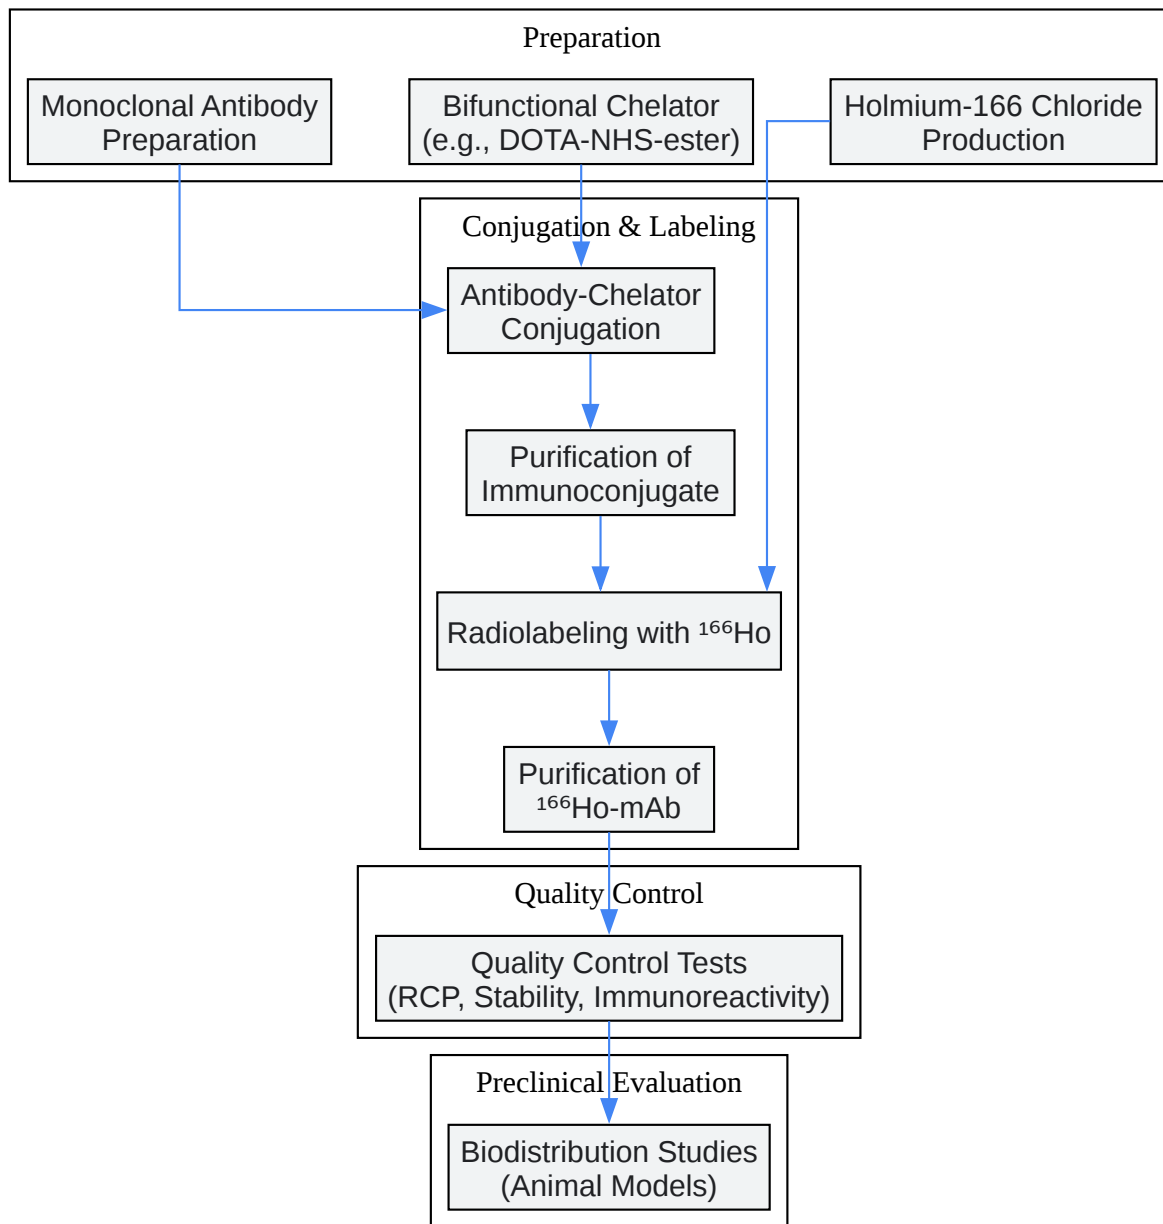 Preparation
Monoclonal Antibody
Preparation
Bifunctional Chelator
(e.g., DOTA-NHS-ester)
Holmium-166 Chloride
Production
Conjugation & Labeling
Antibody-Chelator
Conjugation
Purification of
Immunoconjugate
Radiolabeling with ¹⁶⁶Ho
Purification of
¹⁶⁶Ho-mAb
Quality Control
Quality Control Tests
(RCP, Stability, Immunoreactivity)
Preclinical Evaluation
Biodistribution Studies
(Animal Models)